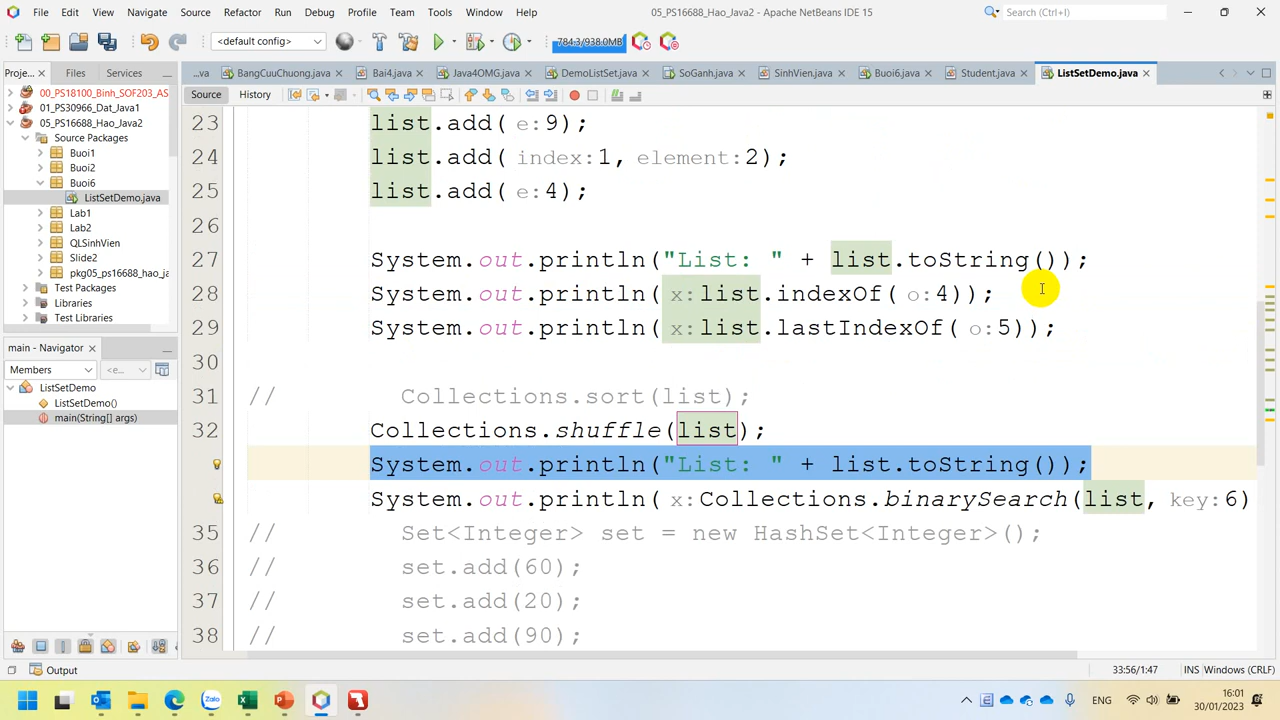 File Edit View Navigate Source Refactor Run Debug Profile Team Tools Window Help
05_PS16688_Hao_Java2 - Apache NetBeans IDE 15
Search (Ctrl+I)
<default config>
784.3/938.0MB
Proje... Files Services
...va BangCuuChuong.java Bai4.java Java4OMG.java DemoListSet.java SoGanh.java SinhVien.java Buoi6.java Student.java ListSetDemo.java
Source History
00_PS18100_Binh_SOF203_AS
01_PS30966_Dat_Java1
05_PS16688_Hao_Java2
Source Packages
Buoi1
Buoi2
Buoi6
ListSetDemo.java
Lab1
Lab2
QLSinhVien
Slide2
pkg05_ps16688_hao_ja
Test Packages
Libraries
Test Libraries
main - Navigator
Members <e...
ListSetDemo
ListSetDemo()
main(String[] args)
23 list.add( e:9);
24 list.add( index:1, element:2);
25 list.add( e:4);
26
27 System.out.println("List: " + list.toString());
28 System.out.println( x:list.indexOf( o:4));
29 System.out.println( x:list.lastIndexOf( o:5));
30
31 // Collections.sort(list);
32 Collections.shuffle(list);
System.out.println("List: " + list.toString());
System.out.println( x:Collections.binarySearch(list, key:6)
35 // Set<Integer> set = new HashSet<Integer>();
36 // set.add(60);
37 // set.add(20);
38 // set.add(90);
Output
33:56/1:47 INS Windows (CRLF)
Zalo
ENG
16:01
30/01/2023